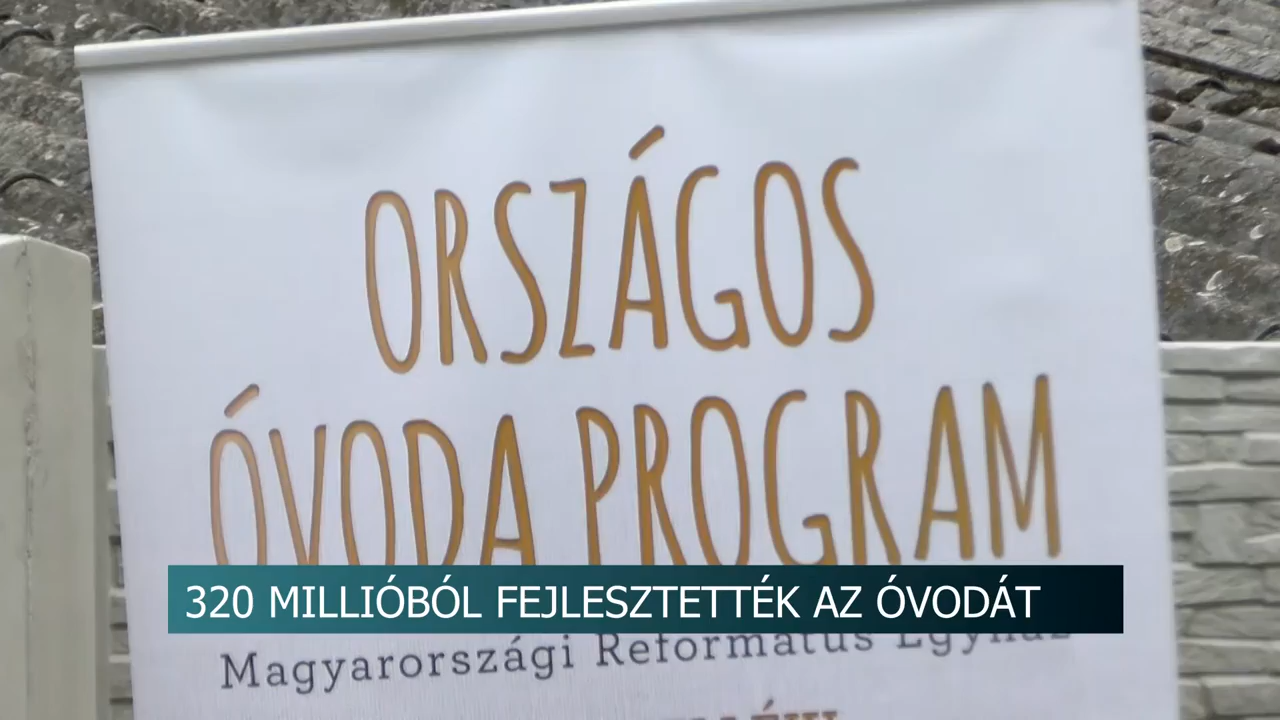 ORSZÁGOS
ÓVODA PROGRAM
320 MILLIÓBÓL FEJLESZTETTÉK AZ ÓVODÁT
Magyarországi Református Egyház